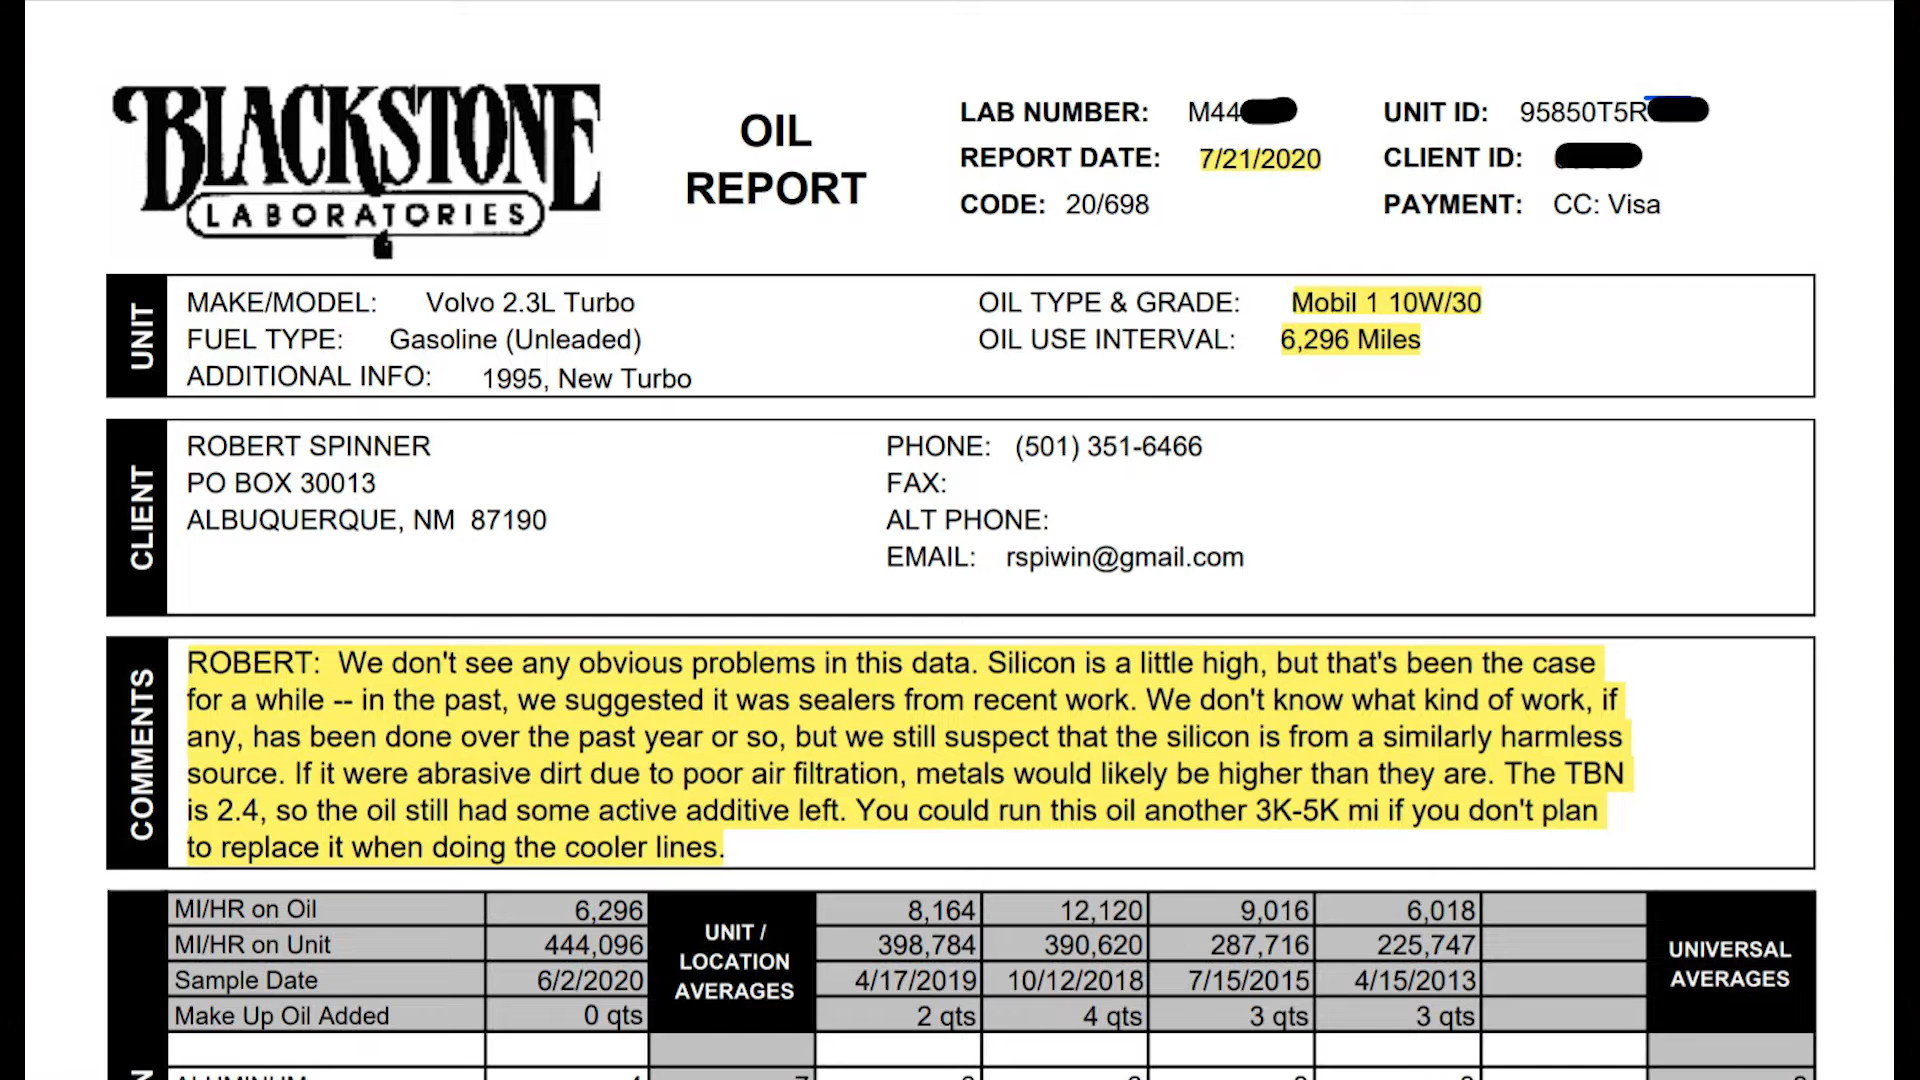 BLACKSTONE
LABORATORIES
OIL
REPORT
LAB NUMBER: M44
REPORT DATE: 7/21/2020
CODE: 20/698
UNIT ID: 95850T5R
CLIENT ID:
PAYMENT: CC: Visa
UNIT
MAKE/MODEL: Volvo 2.3L Turbo
FUEL TYPE: Gasoline (Unleaded)
ADDITIONAL INFO: 1995, New Turbo
OIL TYPE & GRADE: Mobil 1 10W/30
OIL USE INTERVAL: 6,296 Miles
CLIENT
ROBERT SPINNER
PO BOX 30013
ALBUQUERQUE, NM 87190
PHONE: (501) 351-6466
FAX:
ALT PHONE:
EMAIL: rspiwin@gmail.com
COMMENTS
ROBERT: We don't see any obvious problems in this data. Silicon is a little high, but that's been the case
for a while -- in the past, we suggested it was sealers from recent work. We don't know what kind of work, if
any, has been done over the past year or so, but we still suspect that the silicon is from a similarly harmless
source. If it were abrasive dirt due to poor air filtration, metals would likely be higher than they are. The TBN
is 2.4, so the oil still had some active additive left. You could run this oil another 3K-5K mi if you don't plan
to replace it when doing the cooler lines.
MI/HR on Oil 6,296 8,164 12,120 9,016 6,018
MI/HR on Unit 444,096 398,784 390,620 287,716 225,747
Sample Date 6/2/2020 4/17/2019 10/12/2018 7/15/2015 4/15/2013
Make Up Oil Added 0 qts 2 qts 4 qts 3 qts 3 qts
UNIT /
LOCATION
AVERAGES
UNIVERSAL
AVERAGES
ALUMINUM